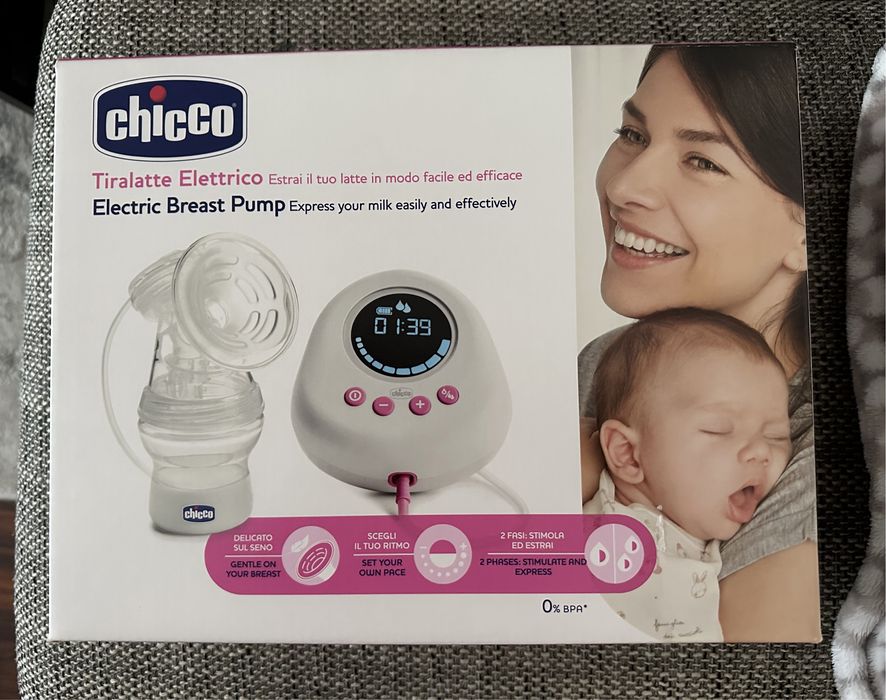 chicco
Tiralatte Elettrico Estrai il tuo latte in modo facile ed efficace
Electric Breast Pump Express your milk easily and effectively
01:39
chicco
chicco
DELICATO
SUL SENO
GENTLE ON
YOUR BREAST
SCEGLI
IL TUO RITMO
SET YOUR
OWN PACE
2 FASI: STIMOLA
ED ESTRAI
2 PHASES: STIMULATE AND
EXPRESS
0% BPA*